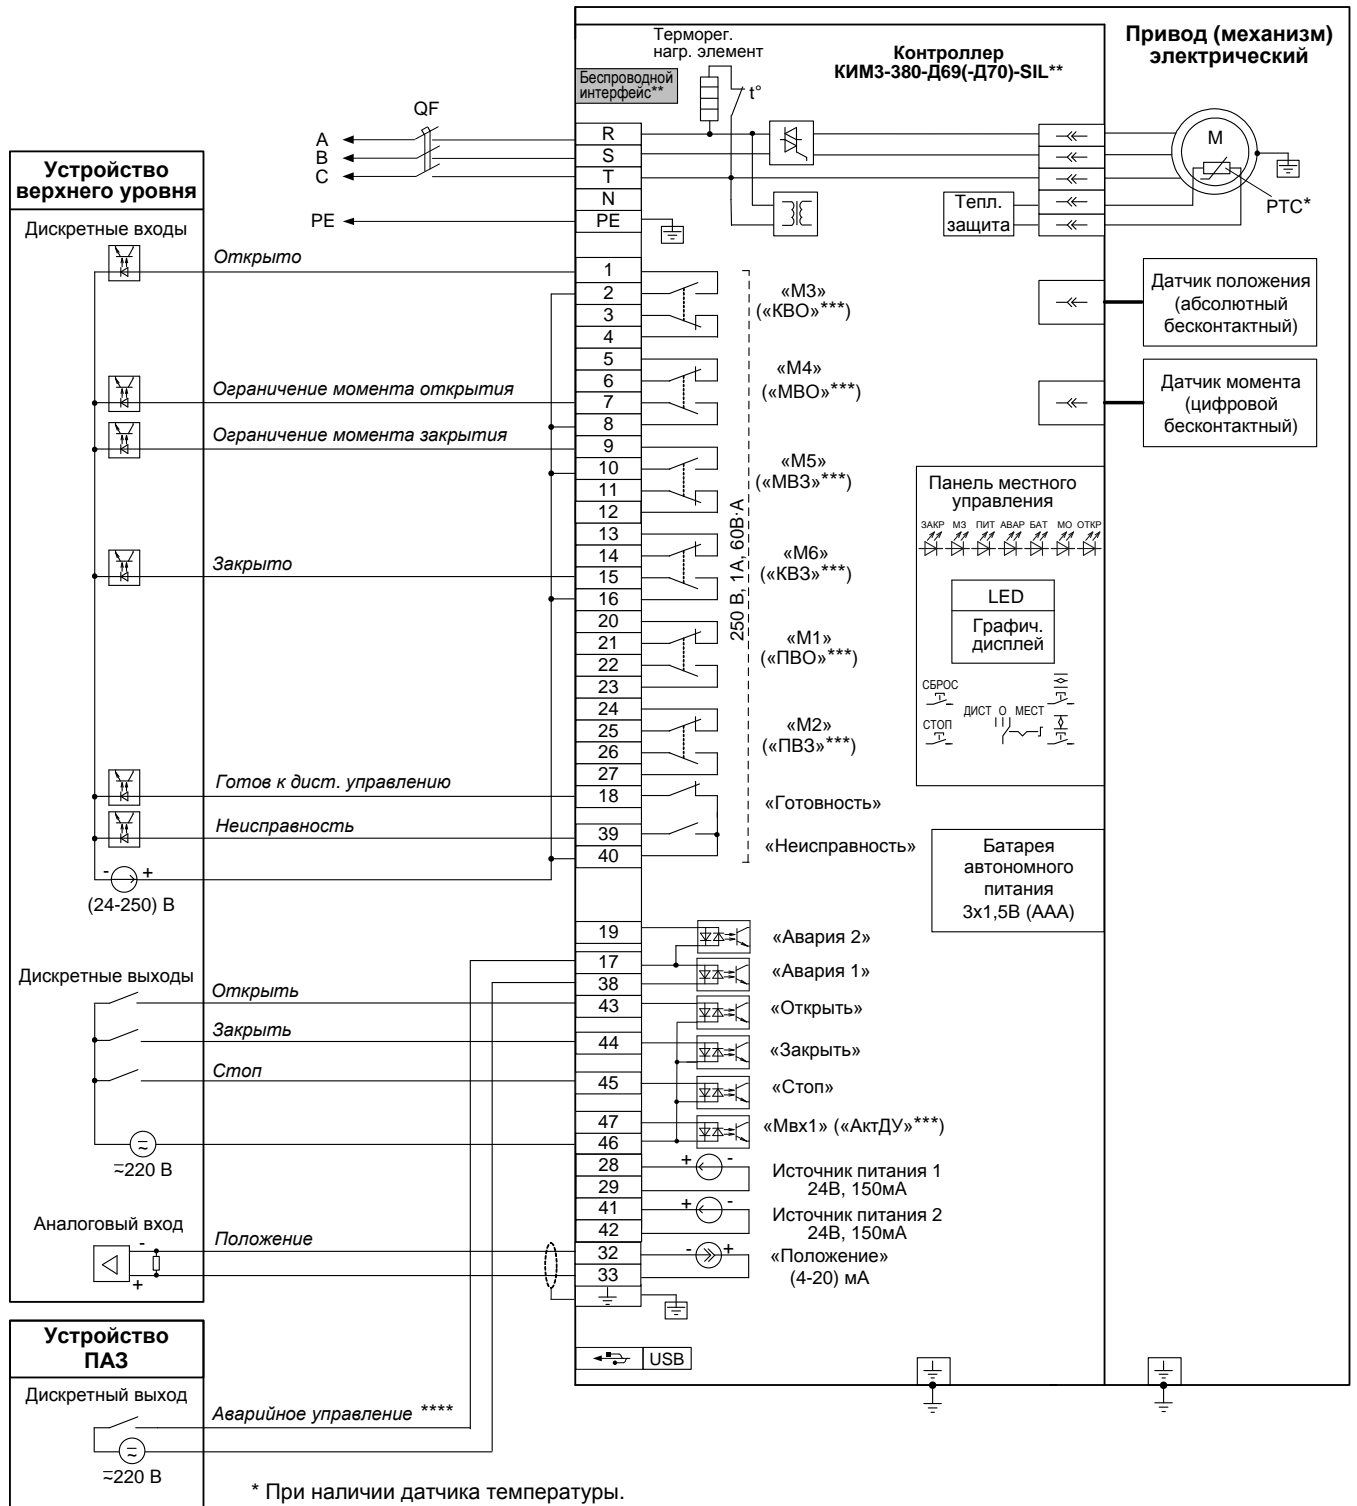 Привод (механизм)
электрический
Контроллер
КИМ3-380-Д69(-Д70)-SIL**
Терморег.
нагр. элемент
t°
Беспроводной
интерфейс**
QF
A
B
C
PE
R
S
T
N
PE
M
Тепл.
защита
PTC*
Устройство
верхнего уровня
Дискретные входы
Открыто
Ограничение момента открытия
Ограничение момента закрытия
Закрыто
Готов к дист. управлению
Неисправность
- +
(24-250) В
1
2
3
4
5
6
7
8
9
10
11
12
13
14
15
16
20
21
22
23
24
25
26
27
18
39
40
«М3»
(«КВО»***)
«М4»
(«МВО»***)
«М5»
(«МВЗ»***)
«М6»
(«КВЗ»***)
«М1»
(«ПВО»***)
«М2»
(«ПВЗ»***)
«Готовность»
«Неисправность»
250 В, 1А, 60В·А
Датчик положения
(абсолютный
бесконтактный)
Датчик момента
(цифровой
бесконтактный)
Панель местного
управления
ЗАКР МЗ ПИТ АВАР БАТ МО ОТКР
LED
Графич.
дисплей
СБРОС
ДИСТ О МЕСТ
СТОП
Батарея
автономного
питания
3x1,5В (ААА)
Дискретные выходы
Открыть
Закрыть
Стоп
≂220 В
19
17
38
43
44
45
47
46
28
29
41
42
32
33
«Авария 2»
«Авария 1»
«Открыть»
«Закрыть»
«Стоп»
«Мвх1» («АктДУ»***)
+ -
Источник питания 1
24В, 150мА
+ -
Источник питания 2
24В, 150мА
- +
«Положение»
(4-20) мА
Аналоговый вход
-
+
Положение
USB
Устройство
ПАЗ
Дискретный выход
Аварийное управление ****
≂220 В
* При наличии датчика температуры.